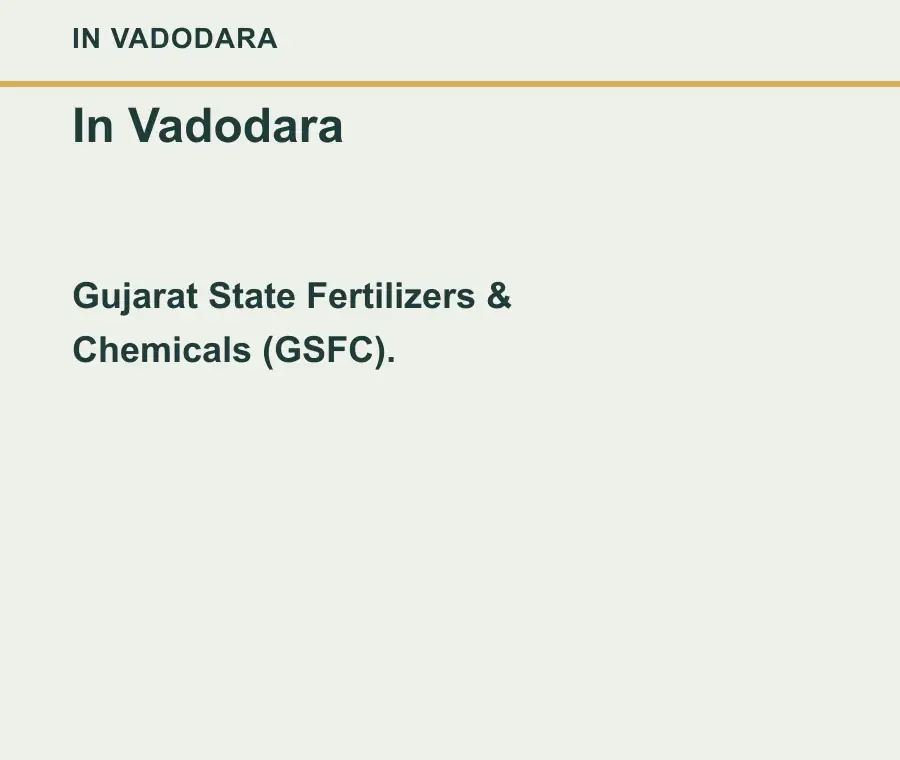 IN VADODARA
In Vadodara
Gujarat State Fertilizers &
Chemicals (GSFC).